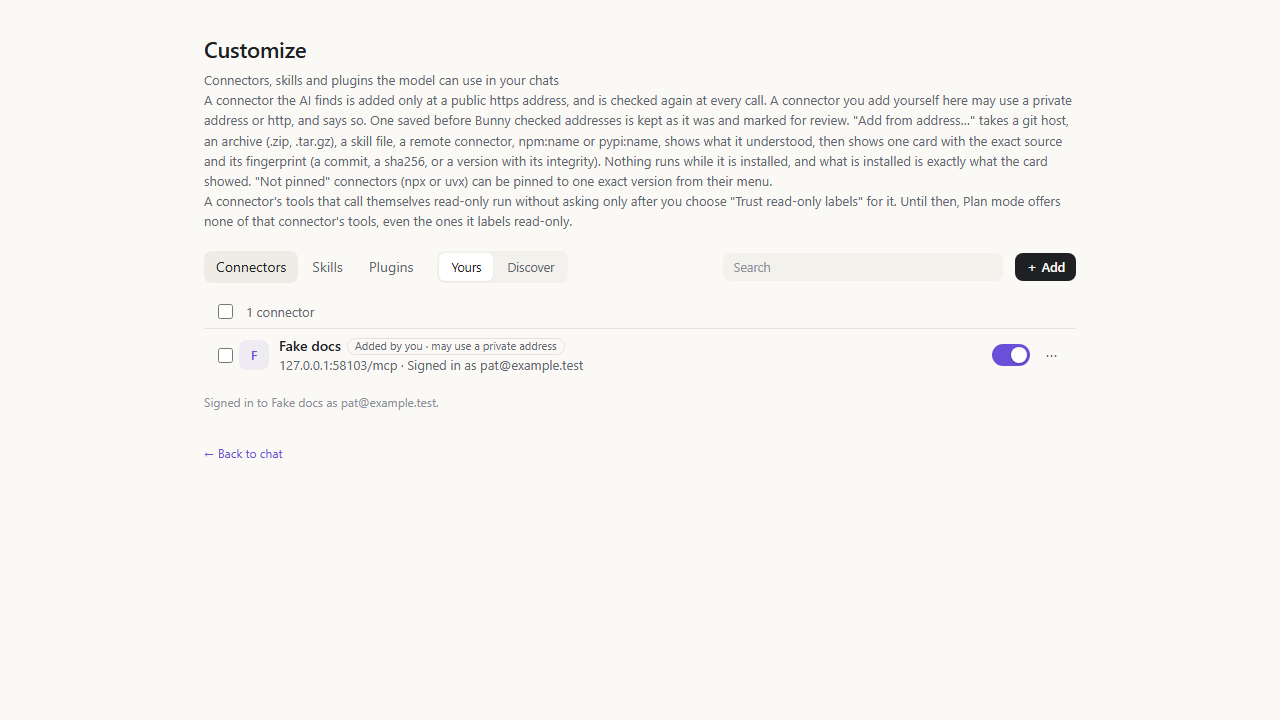 Customize
Connectors, skills and plugins the model can use in your chats
A connector the AI finds is added only at a public https address, and is checked again at every call. A connector you add yourself here may use a private
address or http, and says so. One saved before Bunny checked addresses is kept as it was and marked for review. "Add from address..." takes a git host,
an archive (.zip, .tar.gz), a skill file, a remote connector, npm:name or pypi:name, shows what it understood, then shows one card with the exact source
and its fingerprint (a commit, a sha256, or a version with its integrity). Nothing runs while it is installed, and what is installed is exactly what the card
showed. "Not pinned" connectors (npx or uvx) can be pinned to one exact version from their menu.
A connector's tools that call themselves read-only run without asking only after you choose "Trust read-only labels" for it. Until then, Plan mode offers
none of that connector's tools, even the ones it labels read-only.
Connectors Skills Plugins Yours Discover Search + Add
1 connector
F Fake docs Added by you · may use a private address
127.0.0.1:58103/mcp · Signed in as pat@example.test
···
Signed in to Fake docs as pat@example.test.
← Back to chat